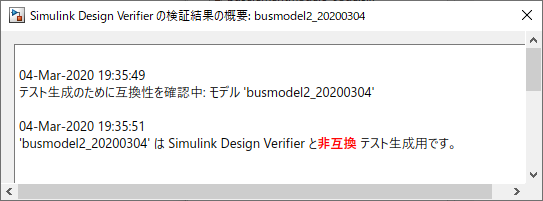 Simulink Design Verifier の検証結果の概要: busmodel2_20200304
04-Mar-2020 19:35:49
テスト生成のために互換性を確認中: モデル 'busmodel2_20200304'
04-Mar-2020 19:35:51
'busmodel2_20200304' は Simulink Design Verifier と非互換 テスト生成用です。